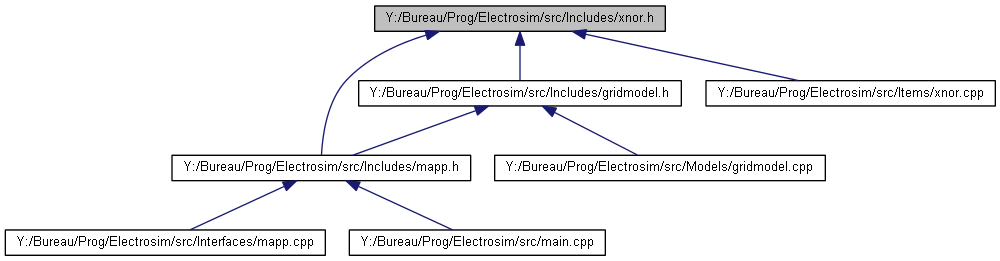 Y:/Bureau/Prog/Electrosim/src/Includes/xnor.h
Y:/Bureau/Prog/Electrosim/src/Includes/gridmodel.h
Y:/Bureau/Prog/Electrosim/src/Items/xnor.cpp
Y:/Bureau/Prog/Electrosim/src/Includes/mapp.h
Y:/Bureau/Prog/Electrosim/src/Models/gridmodel.cpp
Y:/Bureau/Prog/Electrosim/src/Interfaces/mapp.cpp
Y:/Bureau/Prog/Electrosim/src/main.cpp